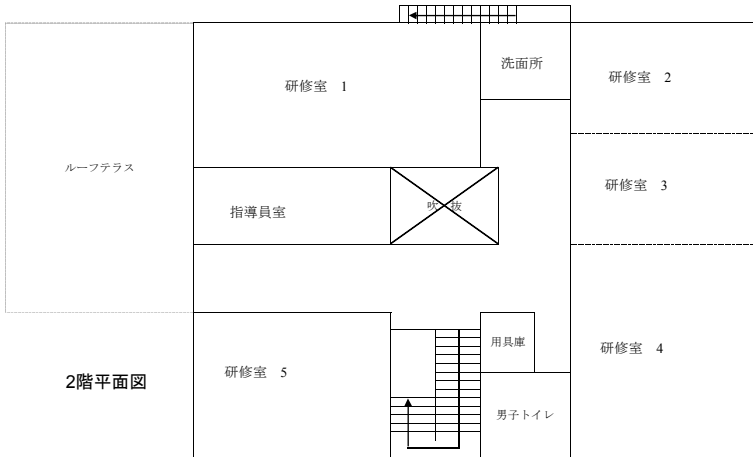 洗面所
研修室　1
研修室　2
ルーフテラス
研修室　3
指導員室
吹　抜
用具庫
研修室　4
研修室　5
2階平面図
男子トイレ